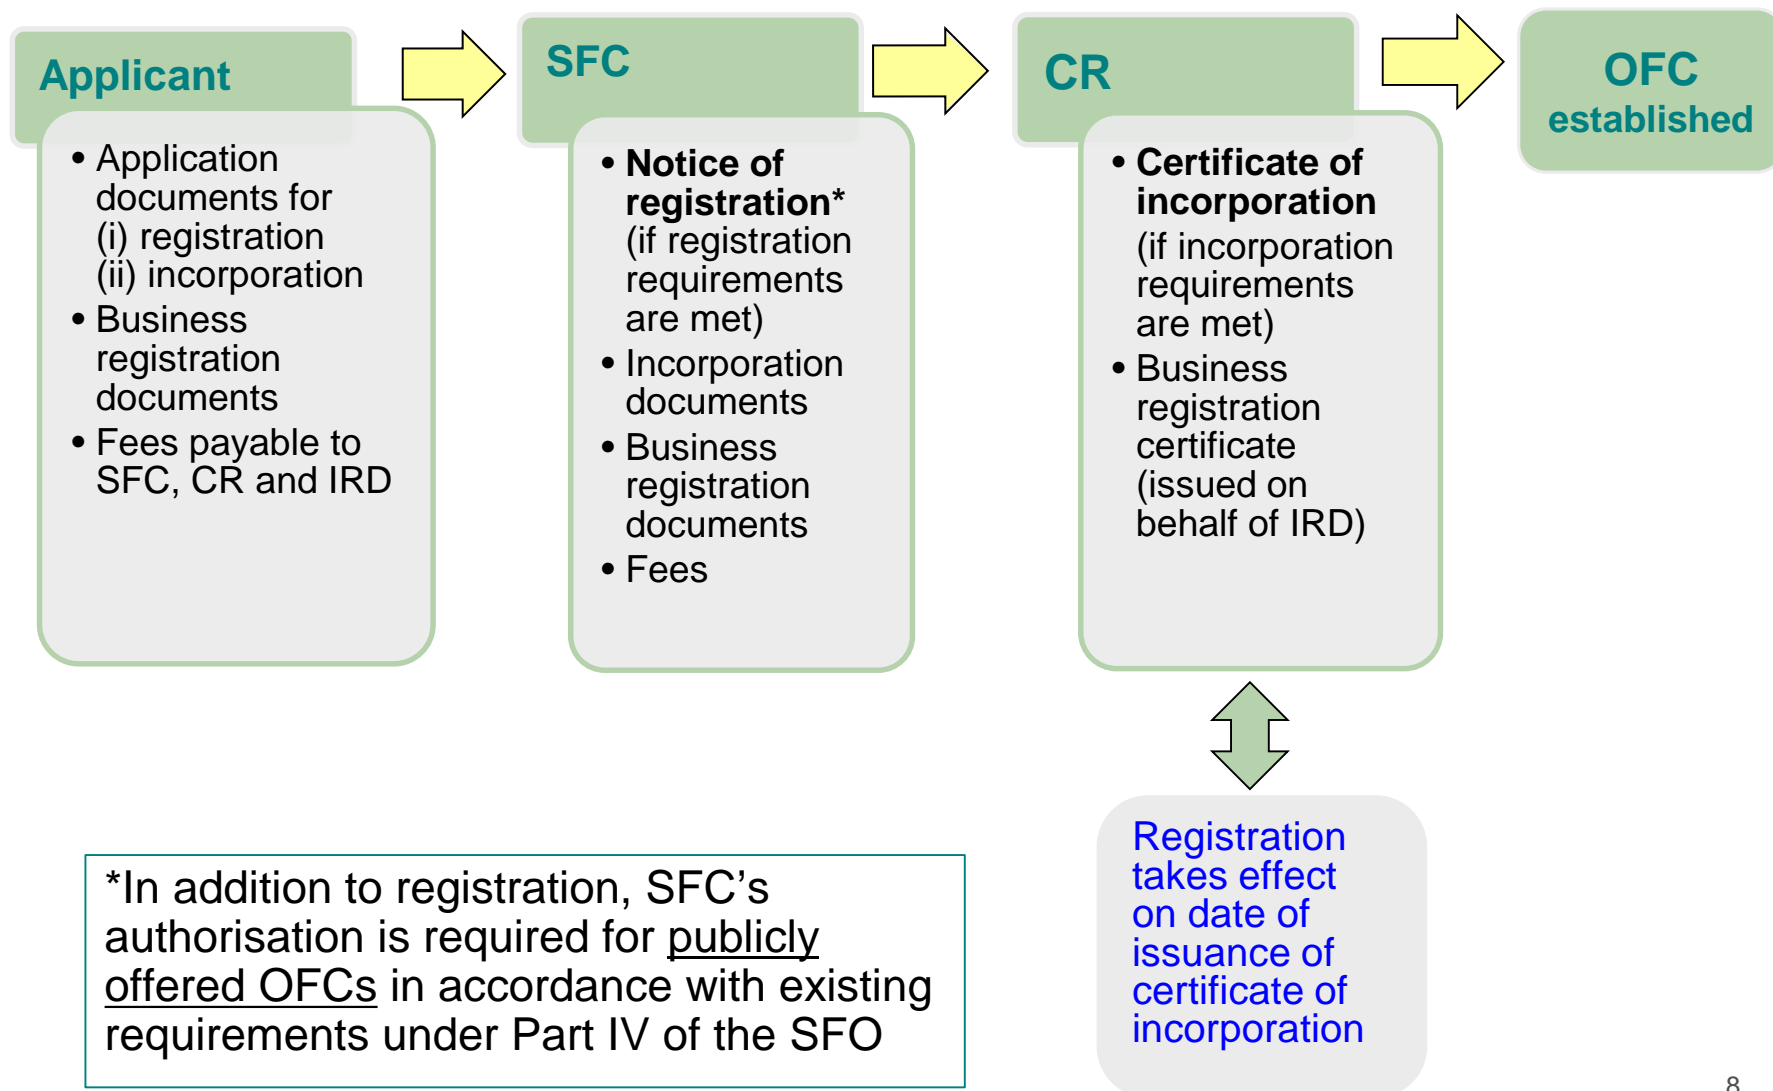 Applicant
• Application
documents for
(i) registration
(ii) incorporation
• Business
registration
documents
• Fees payable to
SFC, CR and IRD
SFC
• Notice of
registration*
(if registration
requirements
are met)
• Incorporation
documents
• Business
registration
documents
• Fees
CR
• Certificate of
incorporation
(if incorporation
requirements
are met)
• Business
registration
certificate
(issued on
behalf of IRD)
OFC
established
Registration
takes effect
on date of
issuance of
certificate of
incorporation
*In addition to registration, SFC’s
authorisation is required for publicly
offered OFCs in accordance with existing
requirements under Part IV of the SFO
8